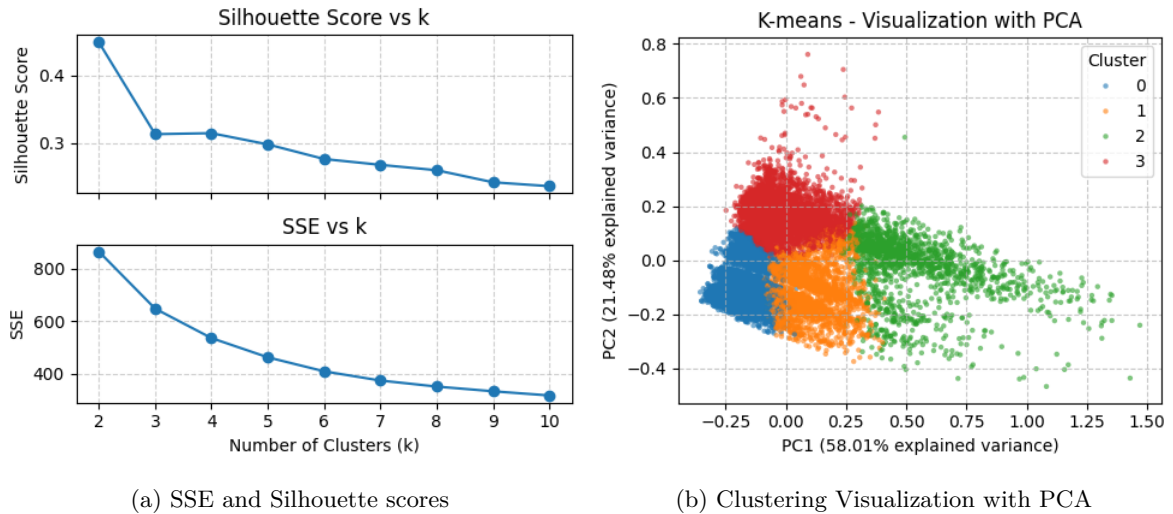 Silhouette Score vs k
Silhouette Score
0.4
0.3
SSE vs k
SSE
800
600
400
2 3 4 5 6 7 8 9 10
Number of Clusters (k)
(a) SSE and Silhouette scores
K-means - Visualization with PCA
PC2 (21.48% explained variance)
0.8
0.6
0.4
0.2
0.0
−0.2
−0.4
Cluster
0
1
2
3
−0.25 0.00 0.25 0.50 0.75 1.00 1.25 1.50
PC1 (58.01% explained variance)
(b) Clustering Visualization with PCA